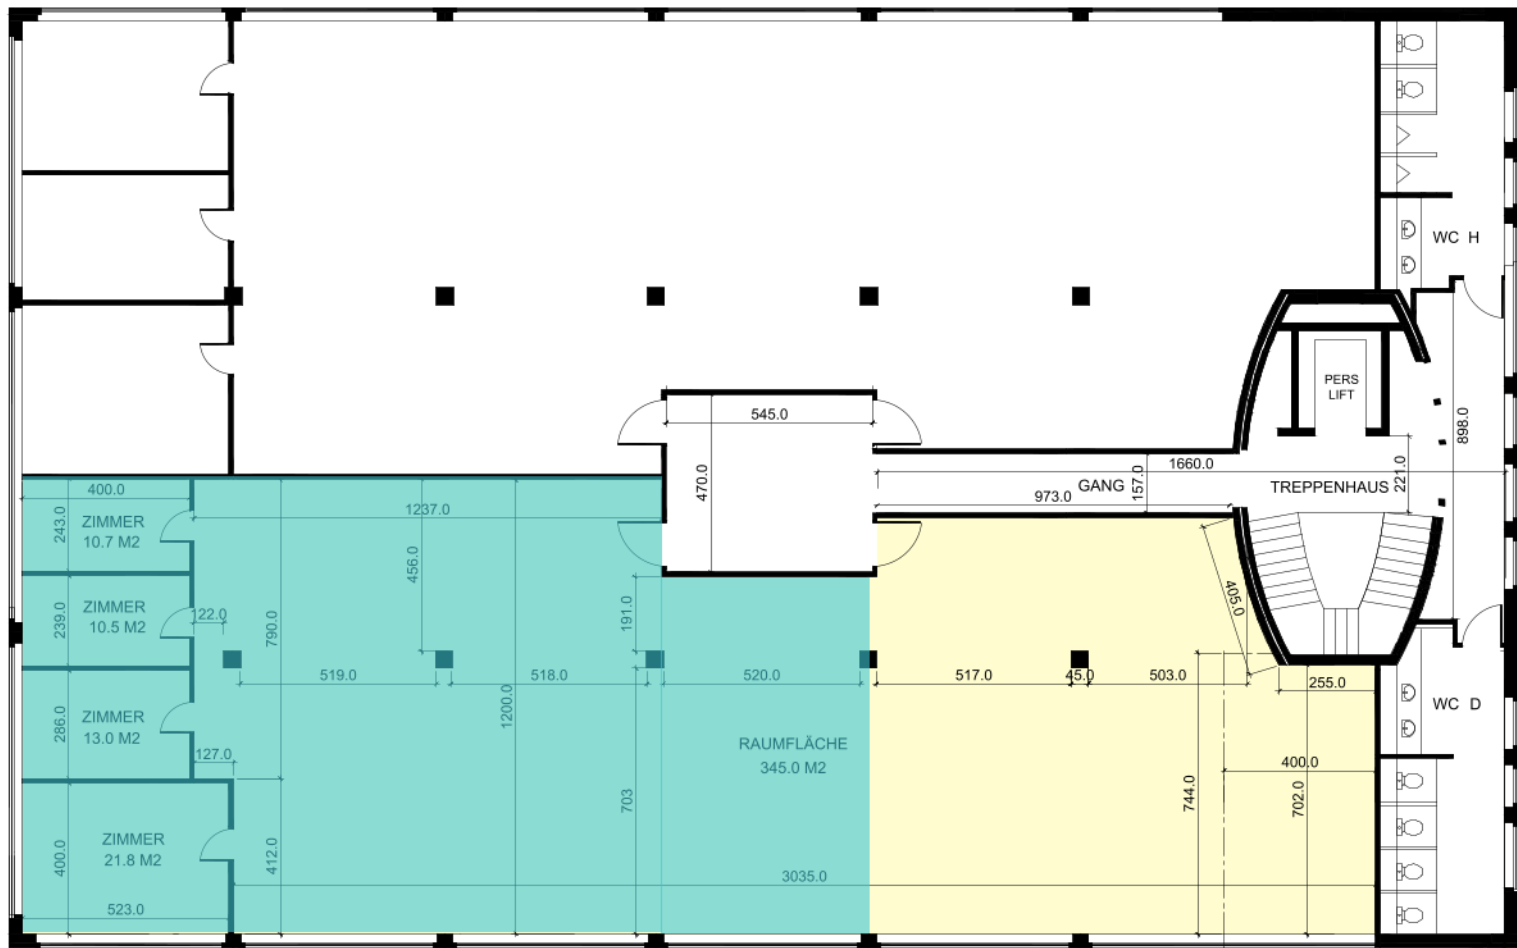 WC H
PERS
LIFT
545.0
898.0
470.0
1660.0
221.0
GANG
157.0
TREPPENHAUS
973.0
400.0
243.0
ZIMMER
10.7 M2
1237.0
456.0
405.0
239.0
ZIMMER
10.5 M2
122.0
790.0
191.0
519.0
518.0
520.0
517.0
45.0
503.0
255.0
286.0
ZIMMER
13.0 M2
1200.0
WC D
127.0
RAUMFLÄCHE
345.0 M2
400.0
744.0
702.0
703
400.0
ZIMMER
21.8 M2
412.0
3035.0
523.0